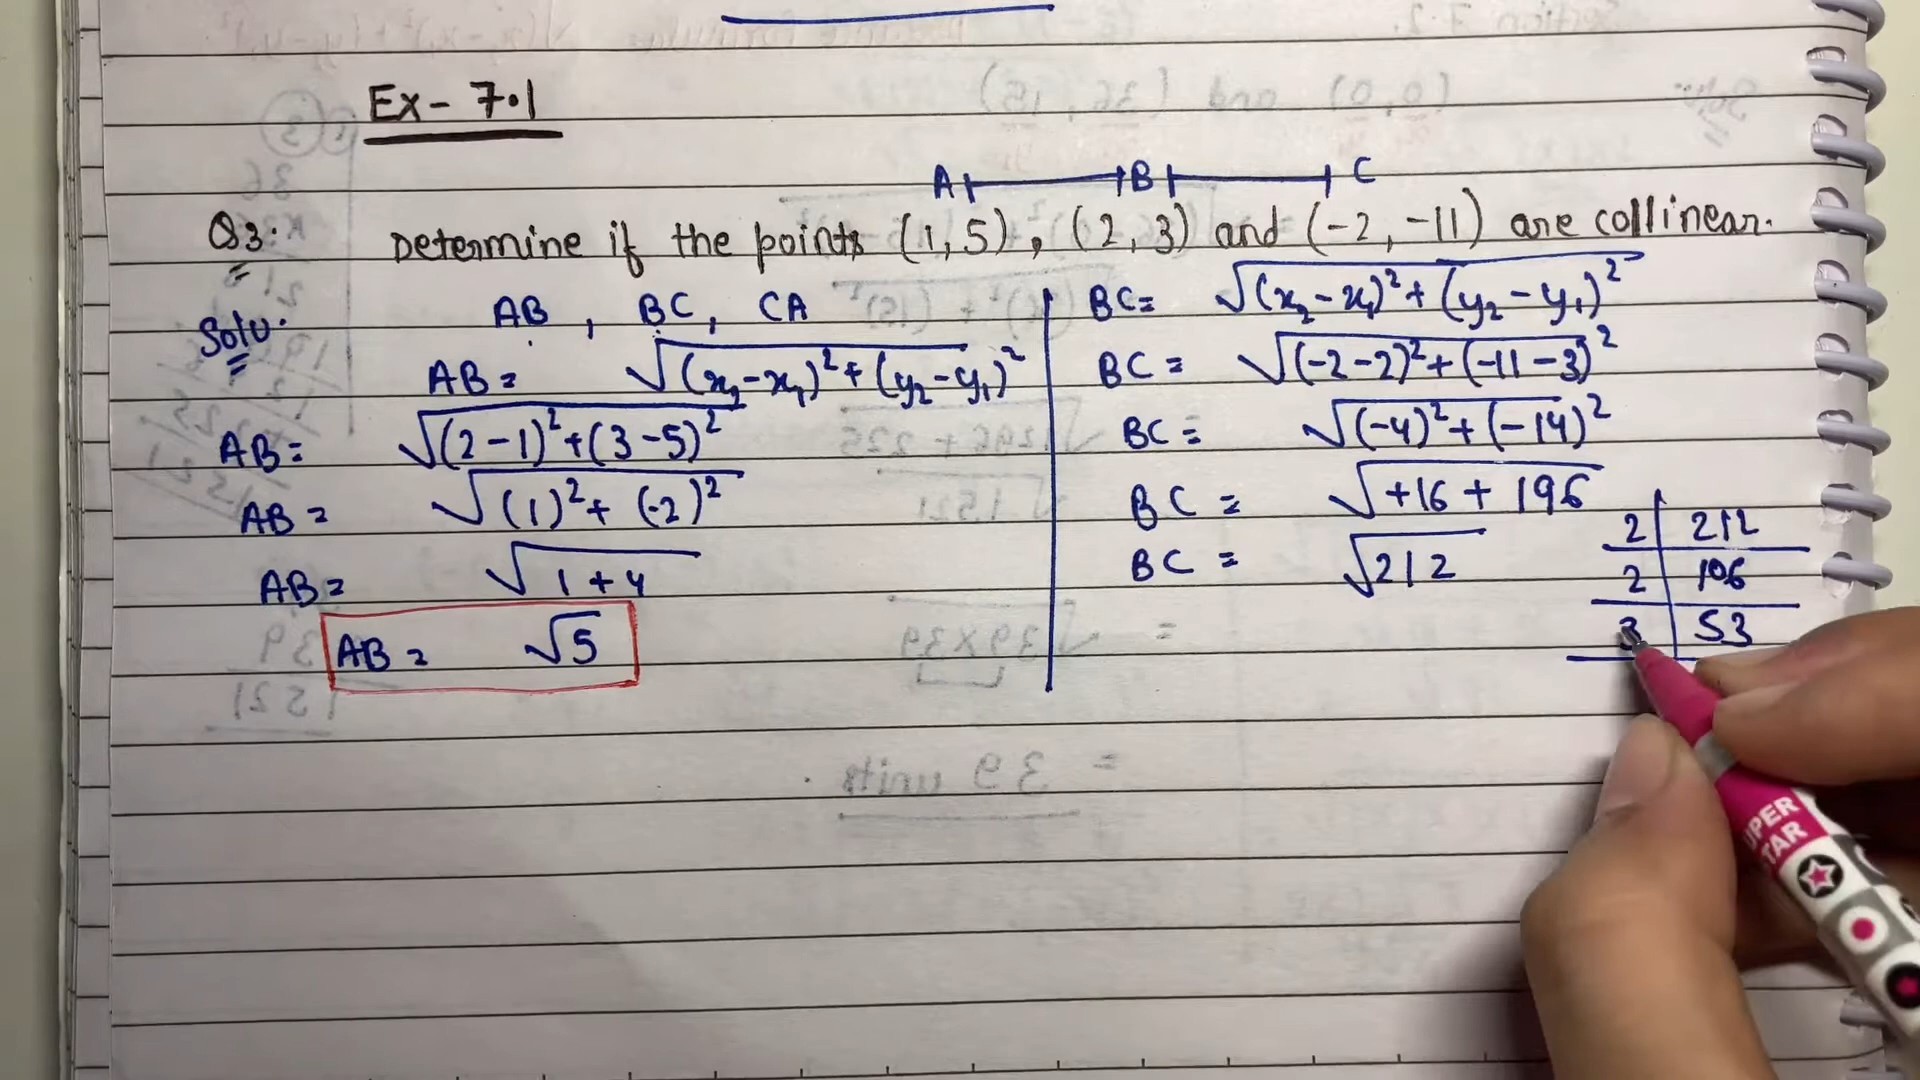 Ex - 7.1
A B C
Q3. Determine if the points (1, 5), (2, 3) and (-2, -11) are collinear.
Solu.
AB, BC, CA
AB = √(x₂-x₁)²+(y₂-y₁)²
AB = √(2-1)²+(3-5)²
AB = √(1)²+(-2)²
AB = √1+4
AB = √5
BC = √(x₂-x₁)²+(y₂-y₁)²
BC = √(-2-2)²+(-11-3)²
BC = √(-4)²+(-14)²
BC = √+16+196
BC = √212
2 | 212
2 | 106
3 | 53